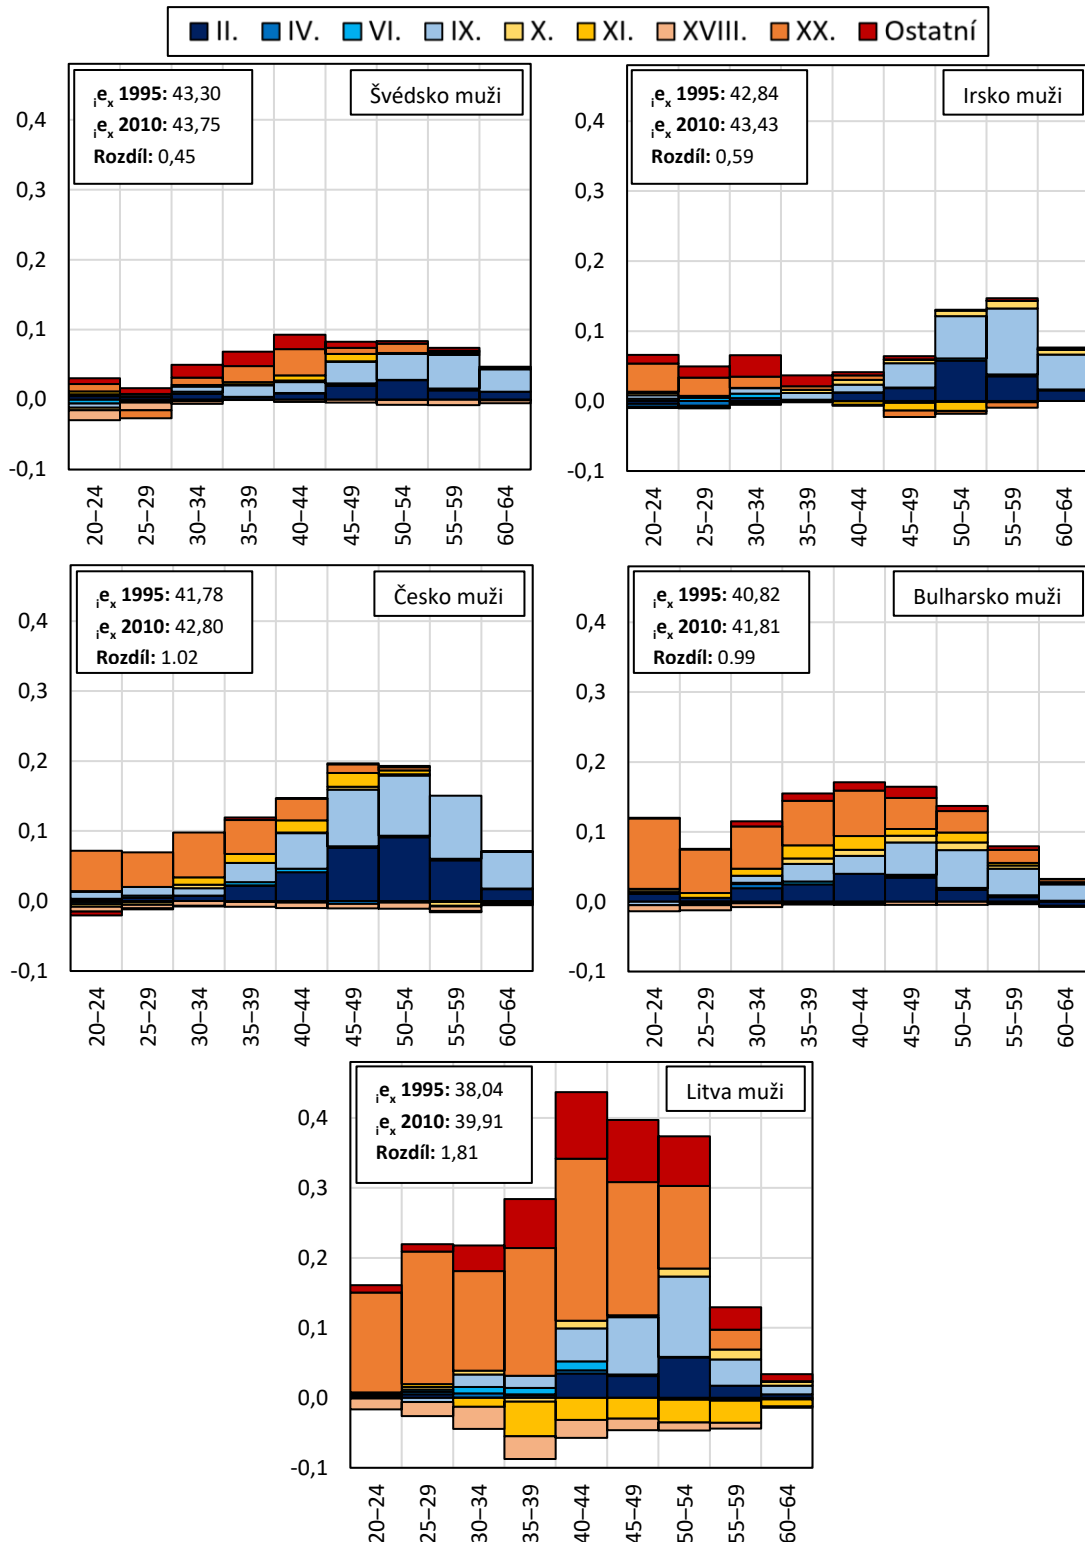 II. IV. VI. IX. X. XI. XVIII. XX. Ostatní
ᵢeₓ 1995: 43,30
ᵢeₓ 2010: 43,75
Rozdíl: 0,45
Švédsko muži
0,4
0,3
0,2
0,1
0,0
-0,1
20–24 25–29 30–34 35–39 40–44 45–49 50–54 55–59 60–64
ᵢeₓ 1995: 42,84
ᵢeₓ 2010: 43,43
Rozdíl: 0,59
Irsko muži
0,4
0,3
0,2
0,1
0,0
-0,1
20–24 25–29 30–34 35–39 40–44 45–49 50–54 55–59 60–64
ᵢeₓ 1995: 41,78
ᵢeₓ 2010: 42,80
Rozdíl: 1.02
Česko muži
0,4
0,3
0,2
0,1
0,0
-0,1
20–24 25–29 30–34 35–39 40–44 45–49 50–54 55–59 60–64
ᵢeₓ 1995: 40,82
ᵢeₓ 2010: 41,81
Rozdíl: 0.99
Bulharsko muži
0,4
0,3
0,2
0,1
0,0
-0,1
20–24 25–29 30–34 35–39 40–44 45–49 50–54 55–59 60–64
ᵢeₓ 1995: 38,04
ᵢeₓ 2010: 39,91
Rozdíl: 1,81
Litva muži
0,4
0,3
0,2
0,1
0,0
-0,1
20–24 25–29 30–34 35–39 40–44 45–49 50–54 55–59 60–64